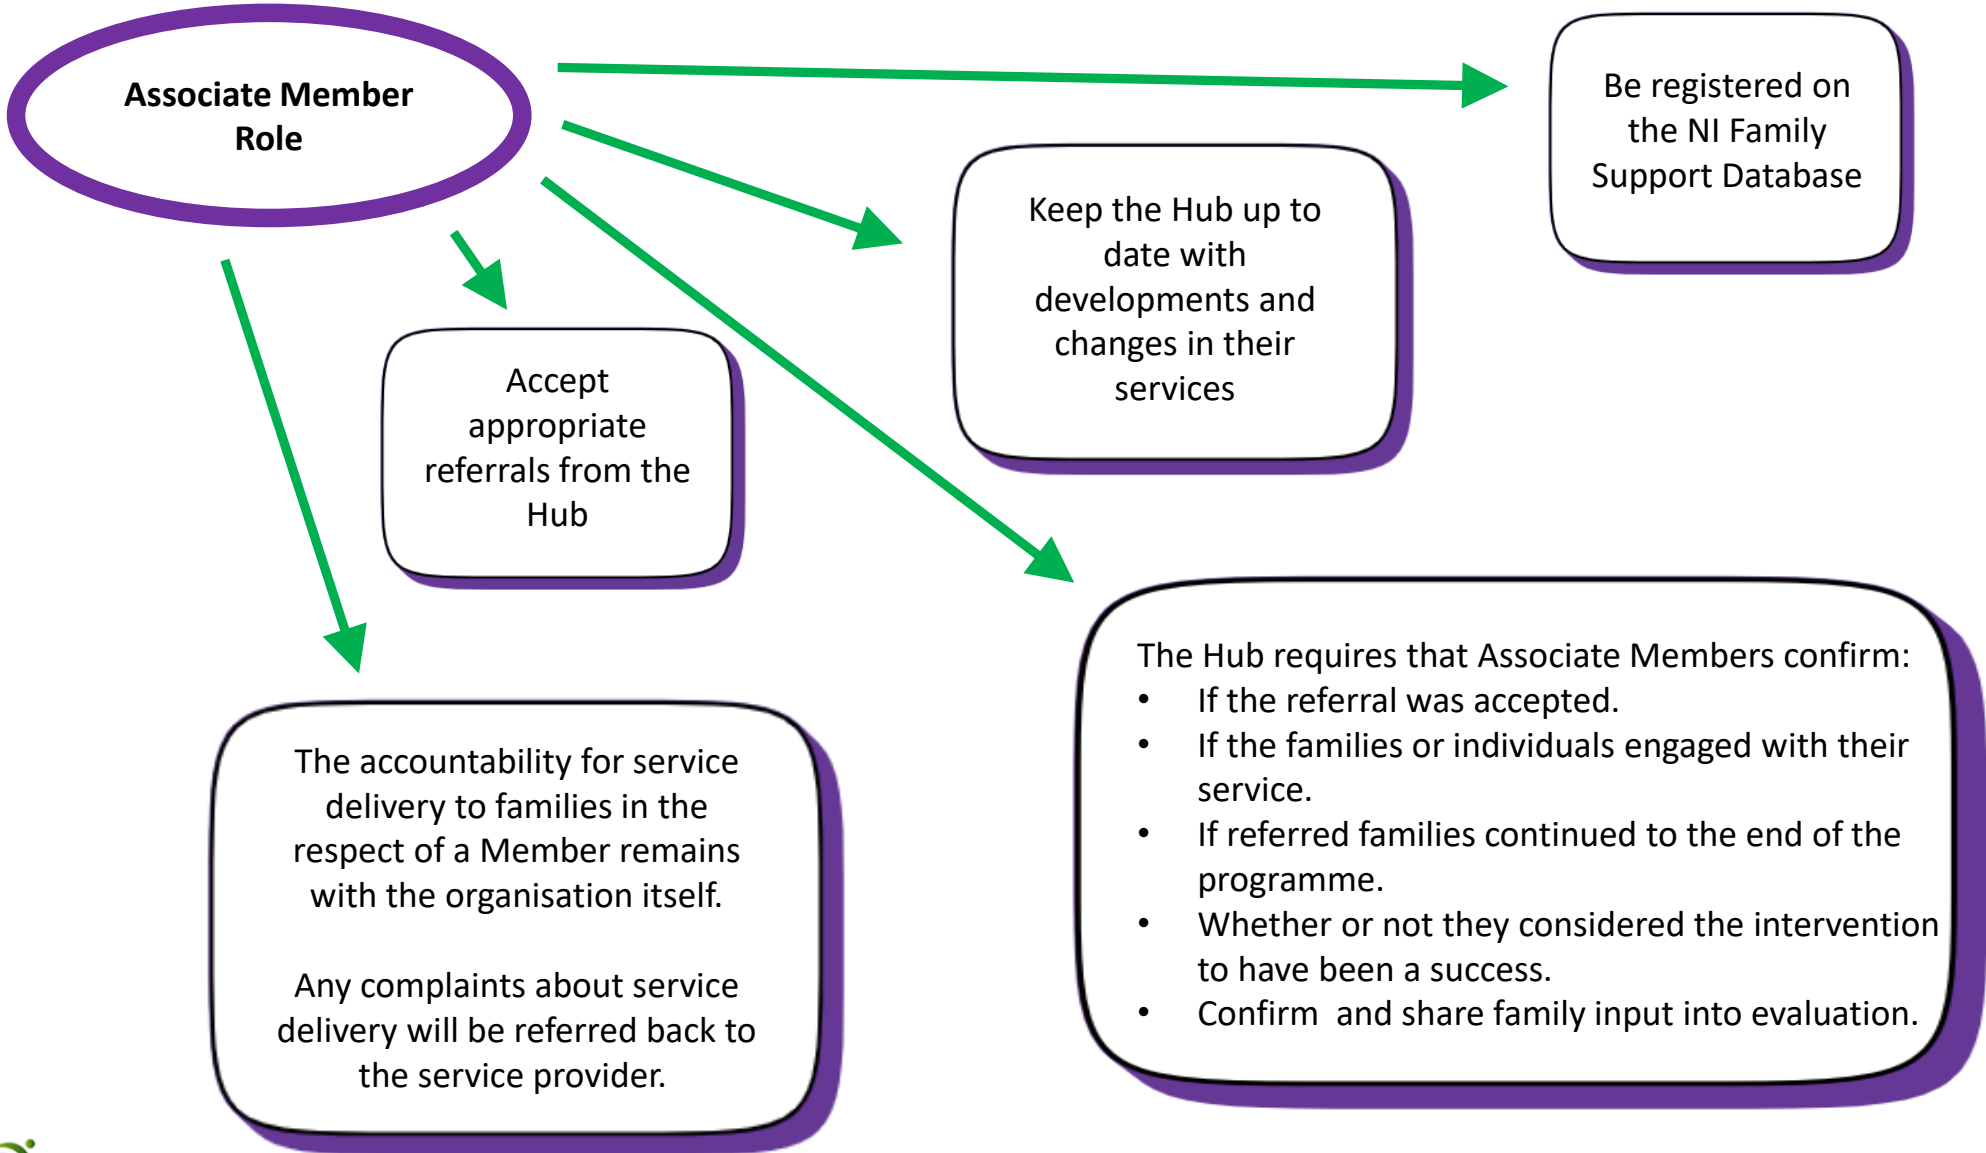 Associate Member
Role
Be registered on
the NI Family
Support Database
Keep the Hub up to
date with
developments and
changes in their
services
Accept
appropriate
referrals from the
Hub
The Hub requires that Associate Members confirm:
• If the referral was accepted.
• If the families or individuals engaged with their
service.
• If referred families continued to the end of the
programme.
• Whether or not they considered the intervention
to have been a success.
• Confirm  and share family input into evaluation.
The accountability for service
delivery to families in the
respect of a Member remains
with the organisation itself.
Any complaints about service
delivery will be referred back to
the service provider.